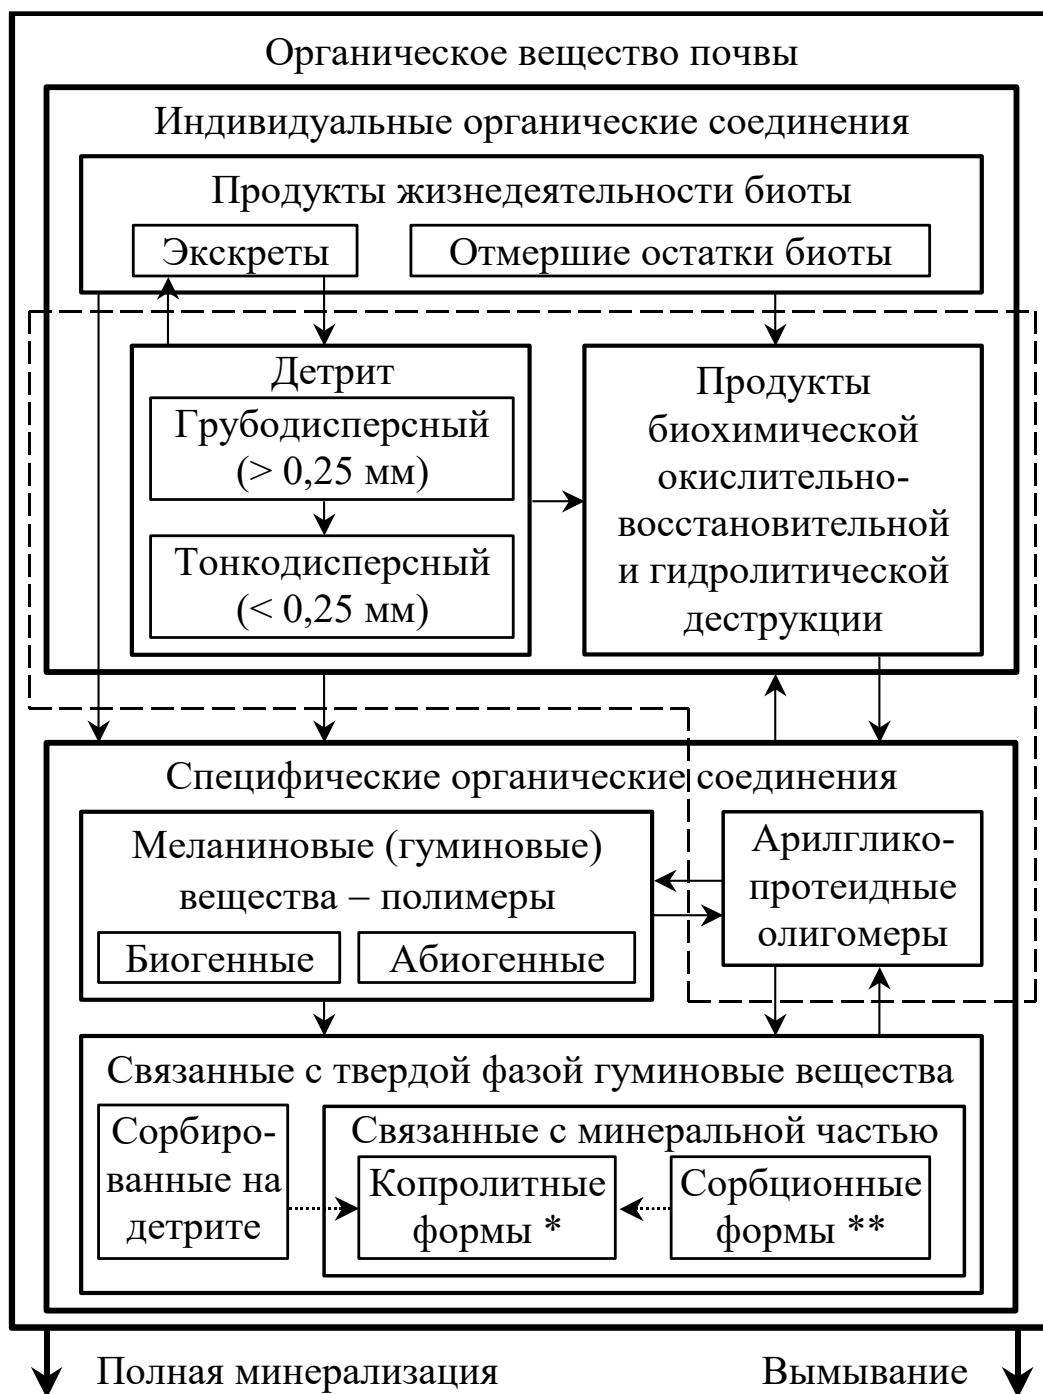 Органическое вещество почвы
Индивидуальные органические соединения
Продукты жизнедеятельности биоты
Экскреты
Отмершие остатки биоты
Детрит
Грубодисперсный
(> 0,25 мм)
Тонкодисперсный
(< 0,25 мм)
Продукты
биохимической
окислительно-
восстановительной
и гидролитической
деструкции
Специфические органические соединения
Меланиновые (гуминовые)
вещества – полимеры
Биогенные
Абиогенные
Арилглико-
протеидные
олигомеры
Связанные с твердой фазой гуминовые вещества
Сорбиро-
ванные на
детрите
Связанные с минеральной частью
Копролитные
формы *
Сорбционные
формы **
Полная минерализация
Вымывание